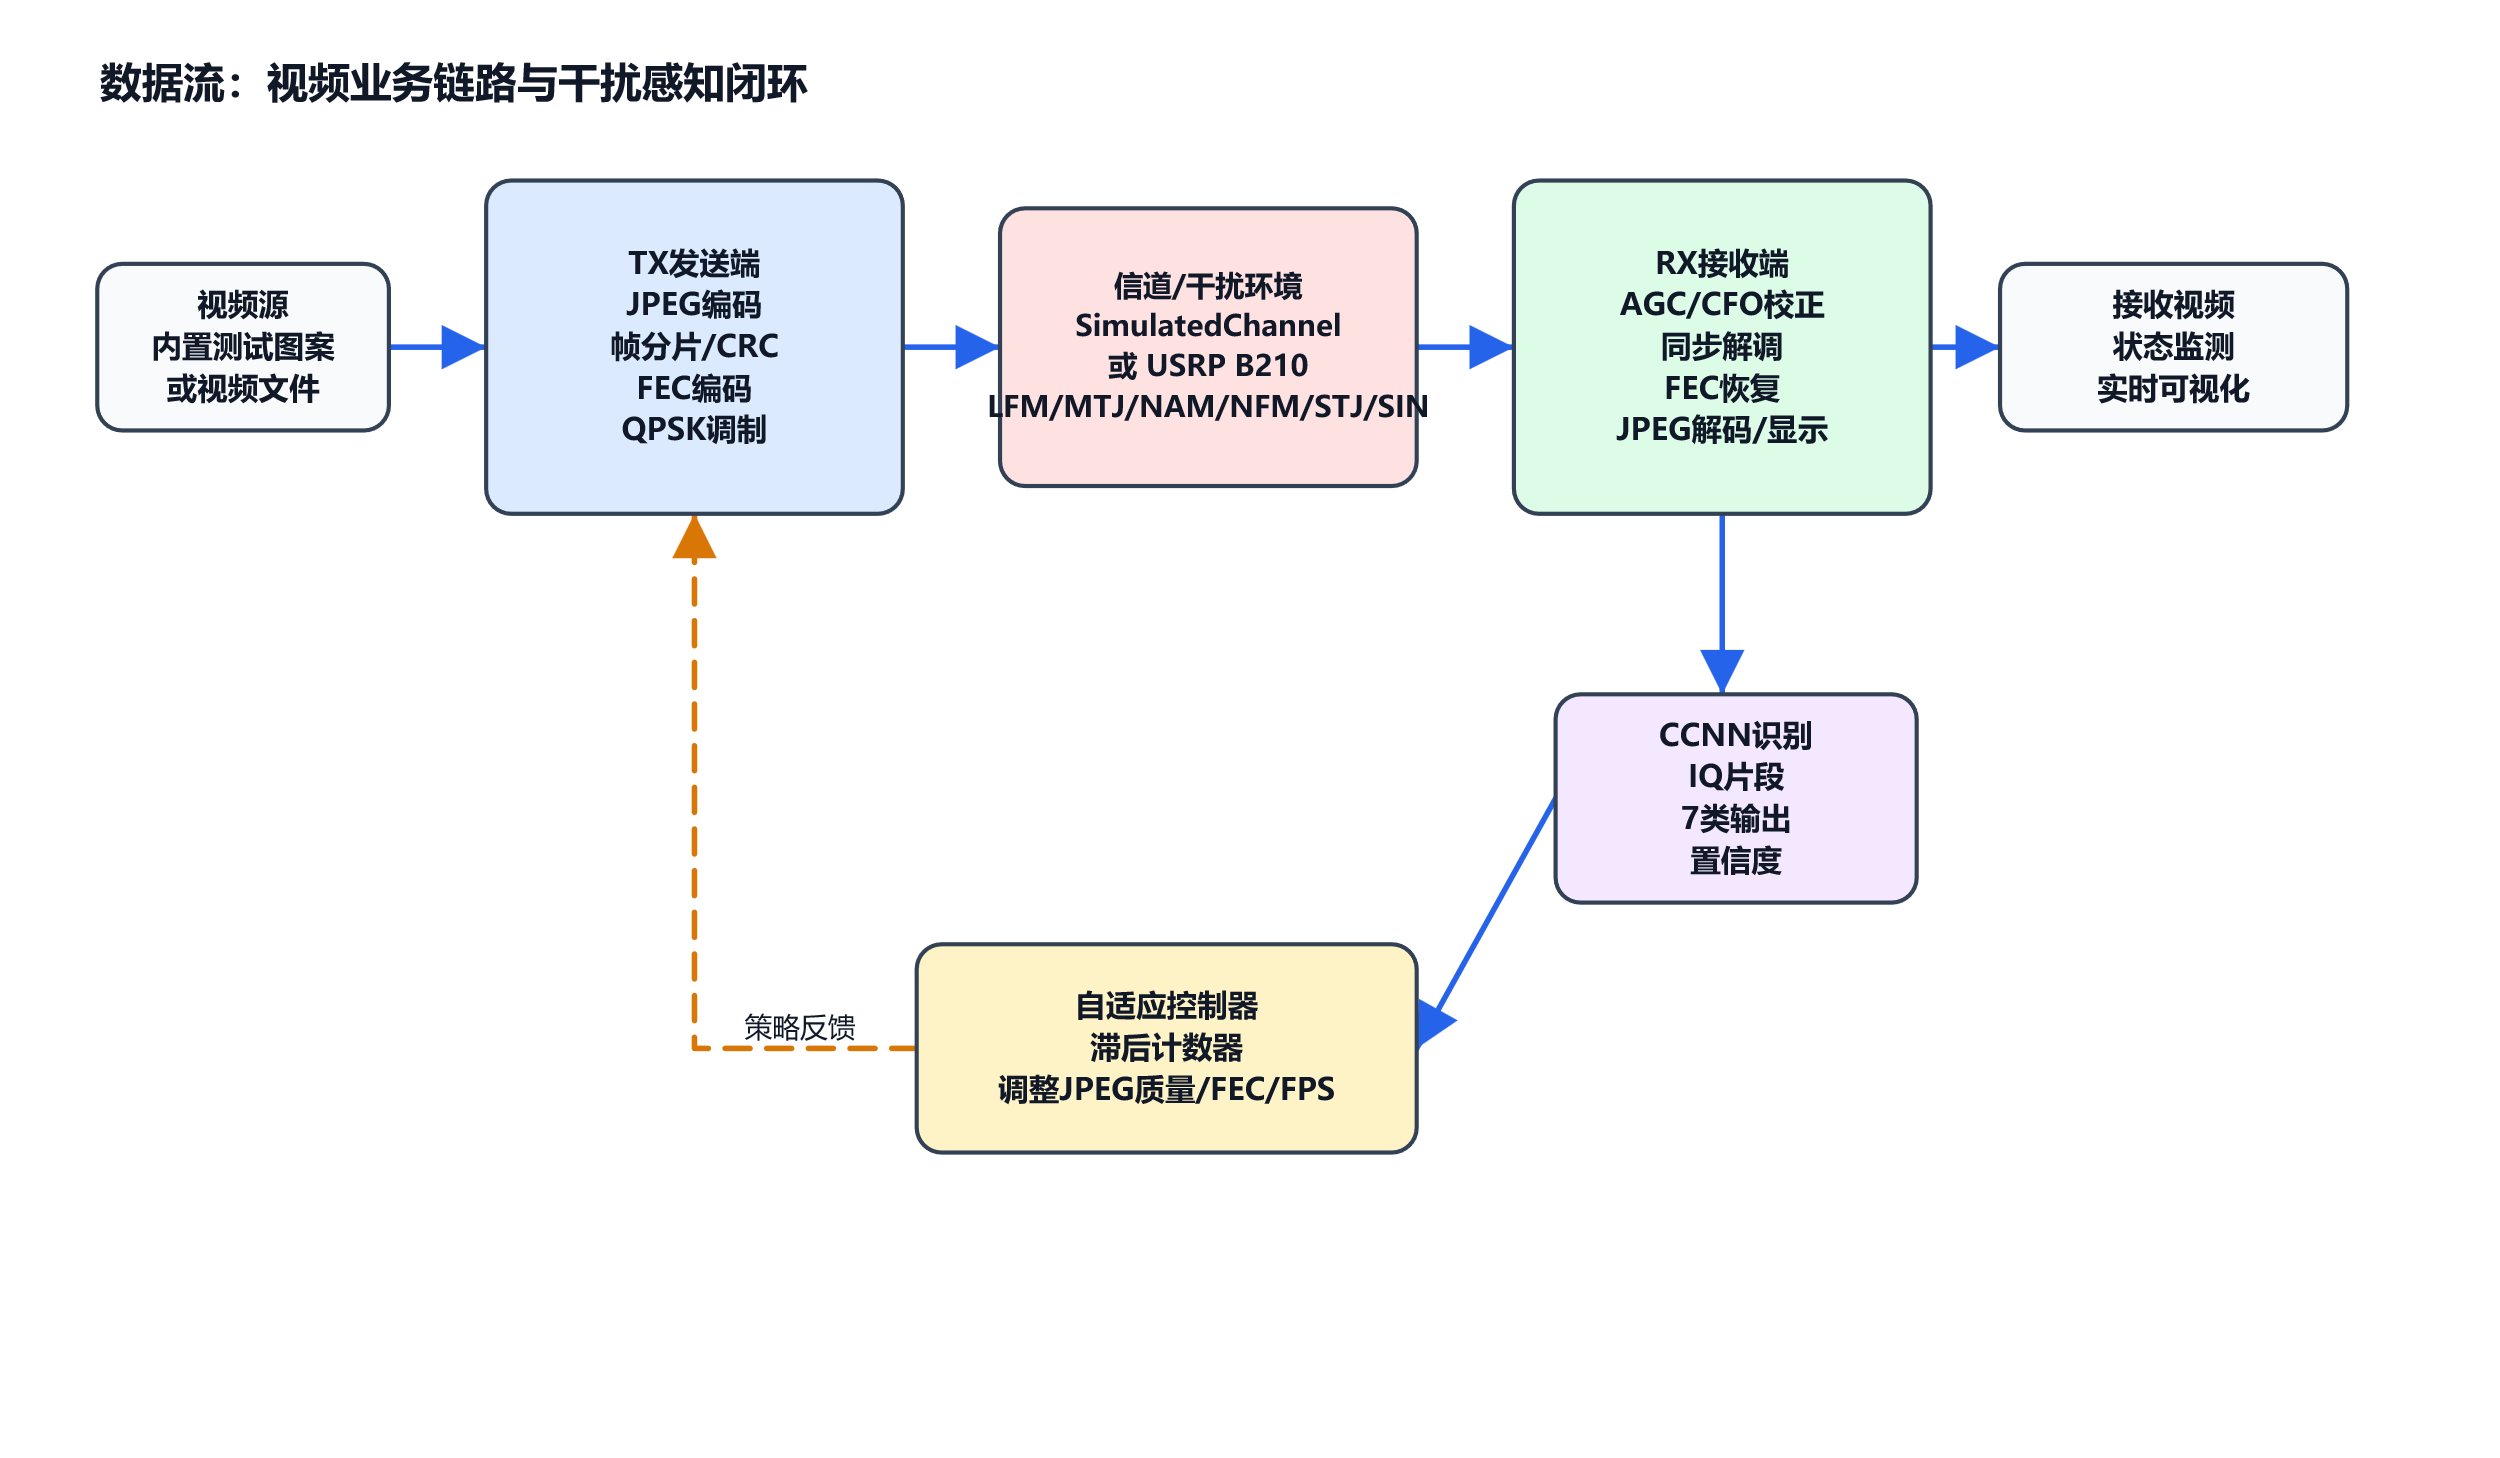 数据流：视频业务链路与干扰感知闭环
视频源
内置测试图案
或视频文件
TX发送端
JPEG编码
帧分片/CRC
FEC编码
QPSK调制
信道/干扰环境
SimulatedChannel
或 USRP B210
LFM/MTJ/NAM/NFM/STJ/SIN
RX接收端
AGC/CFO校正
同步解调
FEC恢复
JPEG解码/显示
接收视频
状态监测
实时可视化
CCNN识别
IQ片段
7类输出
置信度
自适应控制器
滞后计数器
调整JPEG质量/FEC/FPS
策略反馈